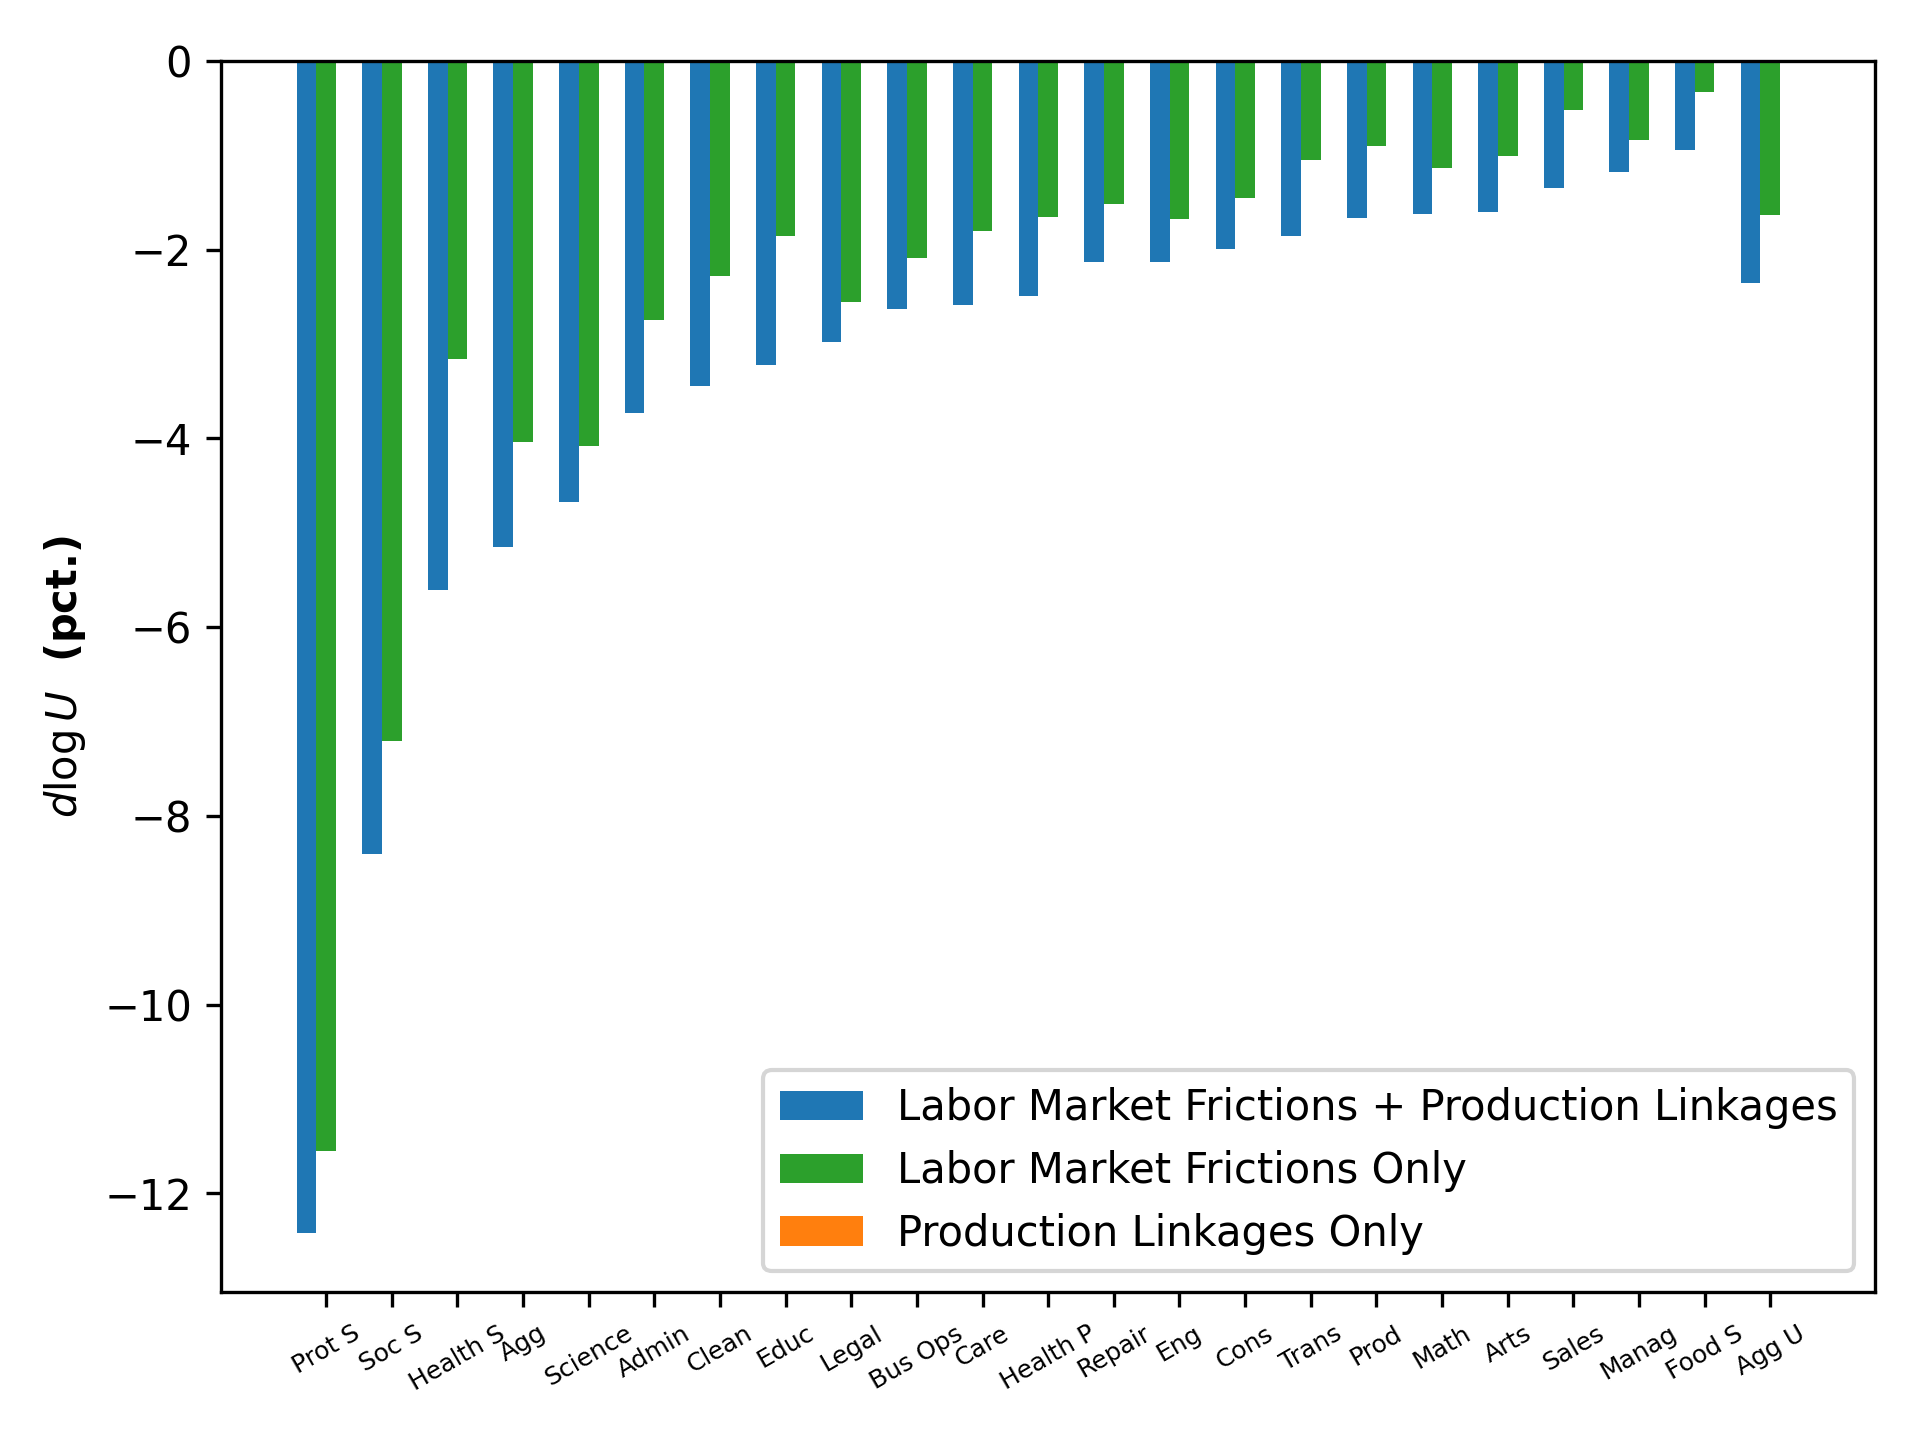 0
−2
−4
−6
−8
−10
−12
d log U (pct.)
Labor Market Frictions + Production Linkages
Labor Market Frictions Only
Production Linkages Only
Prot S
Soc S
Health S
Agg
Science
Admin
Clean
Educ
Legal
Bus Ops
Care
Health P
Repair
Eng
Cons
Trans
Prod
Math
Arts
Sales
Manag
Food S
Agg U